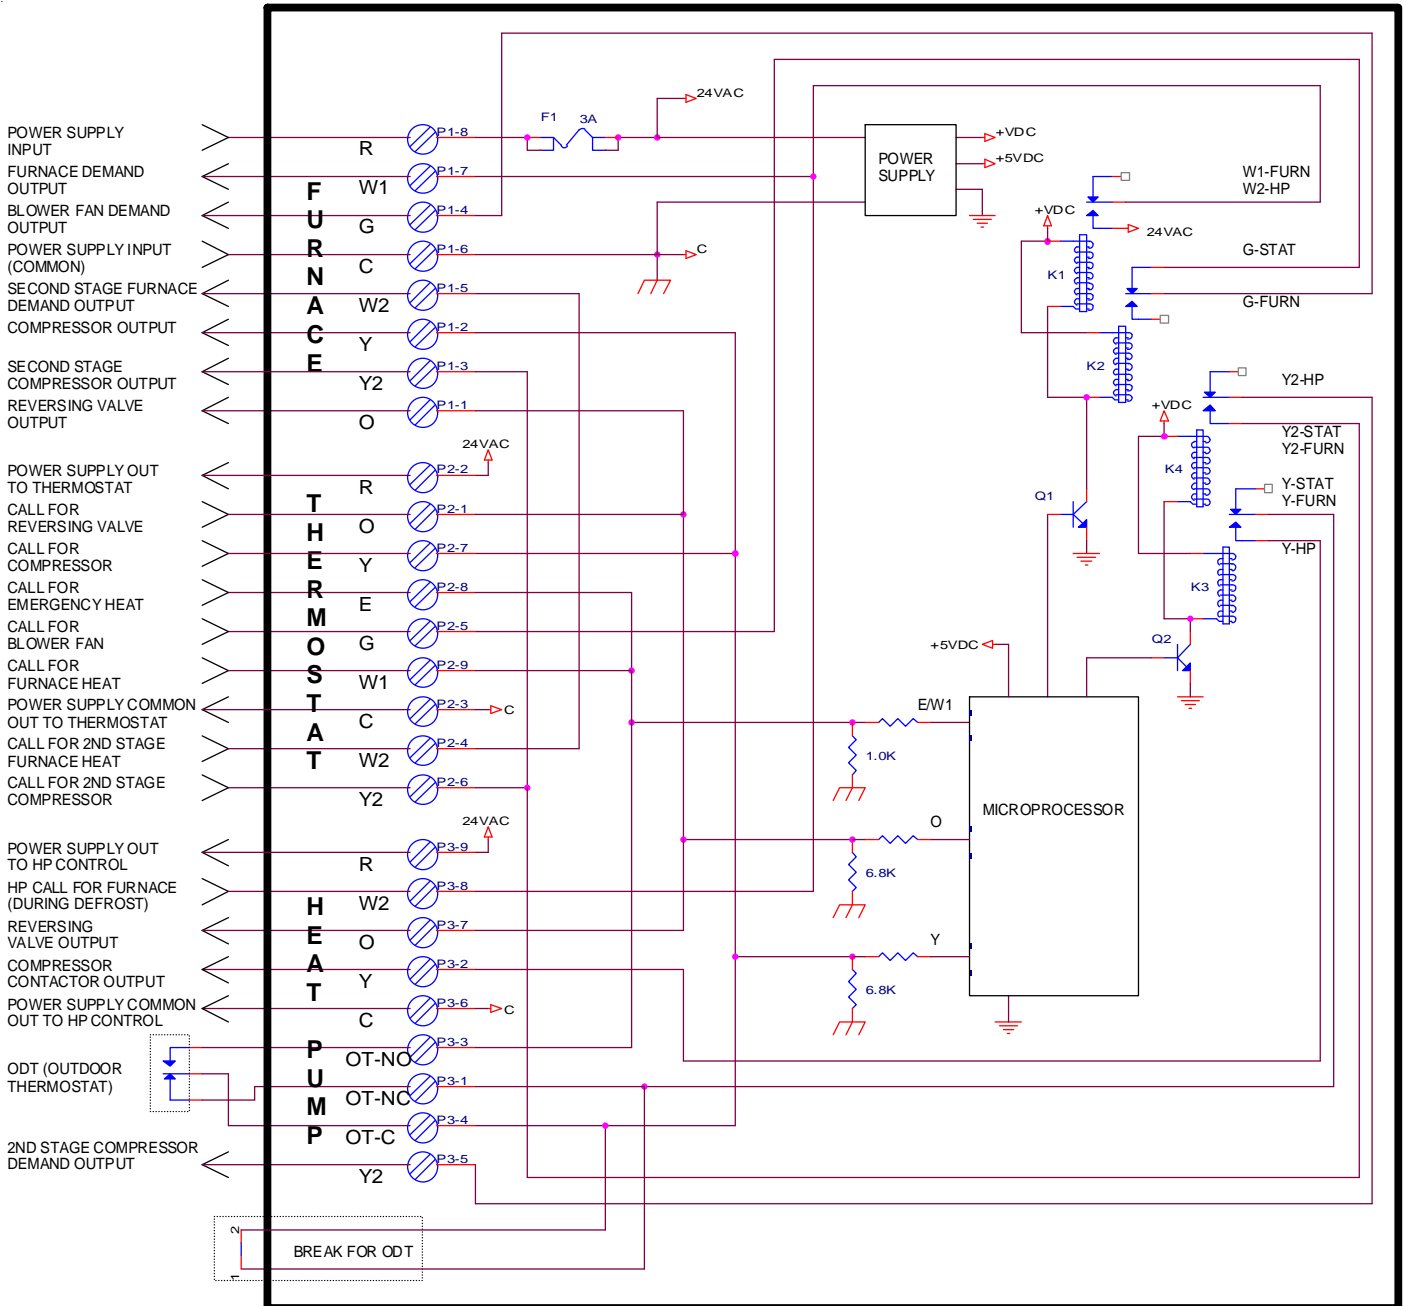 24VAC
F1 3A
POWER SUPPLY
INPUT
R
P1-8
+VDC
+5VDC
POWER
SUPPLY
FURNACE DEMAND
OUTPUT
W1
P1-7
W1-FURN
W2-HP
BLOWER FAN DEMAND
OUTPUT
G
P1-4
+VDC
24VAC
POWER SUPPLY INPUT
(COMMON)
C
P1-6
C
G-STAT
K1
SECOND STAGE FURNACE
DEMAND OUTPUT
W2
P1-5
G-FURN
COMPRESSOR OUTPUT
Y
P1-2
K2
SECOND STAGE
COMPRESSOR OUTPUT
Y2
P1-3
Y2-HP
REVERSING VALVE
OUTPUT
O
P1-1
+VDC
Y2-STAT
Y2-FURN
FURNACE
POWER SUPPLY OUT
TO THERMOSTAT
R
P2-2
24VAC
K4
Y-STAT
Y-FURN
CALL FOR
REVERSING VALVE
O
P2-1
Q1
CALL FOR
COMPRESSOR
Y
P2-7
Y-HP
CALL FOR
EMERGENCY HEAT
E
P2-8
K3
CALL FOR
BLOWER FAN
G
P2-5
+5VDC
Q2
CALL FOR
FURNACE HEAT
W1
P2-9
POWER SUPPLY COMMON
OUT TO THERMOSTAT
C
P2-3
C
E/W1
CALL FOR 2ND STAGE
FURNACE HEAT
W2
P2-4
1.0K
CALL FOR 2ND STAGE
COMPRESSOR
Y2
P2-6
THERMOSTAT
MICROPROCESSOR
POWER SUPPLY OUT
TO HP CONTROL
R
P3-9
24VAC
O
HP CALL FOR FURNACE
(DURING DEFROST)
W2
P3-8
6.8K
REVERSING
VALVE OUTPUT
O
P3-7
Y
COMPRESSOR
CONTACTOR OUTPUT
Y
P3-2
6.8K
POWER SUPPLY COMMON
OUT TO HP CONTROL
C
P3-6
C
ODT (OUTDOOR
THERMOSTAT)
OT-NO
P3-3
OT-NC
P3-1
OT-C
P3-4
2ND STAGE COMPRESSOR
DEMAND OUTPUT
Y2
P3-5
HEAT PUMP
2
BREAK FOR ODT
1